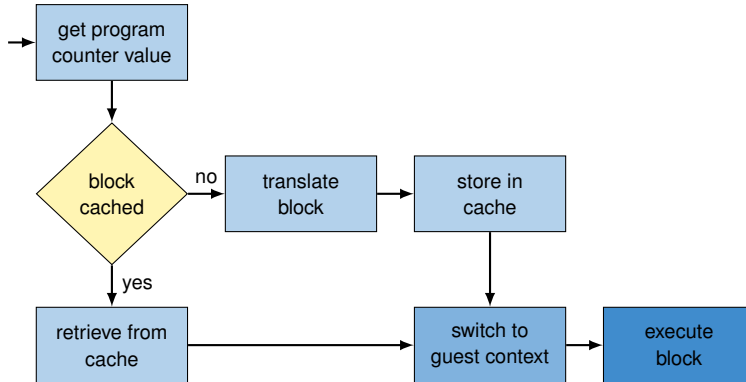 get program
counter value
block
cached
no
translate
block
store in
cache
yes
retrieve from
cache
switch to
guest context
execute
block